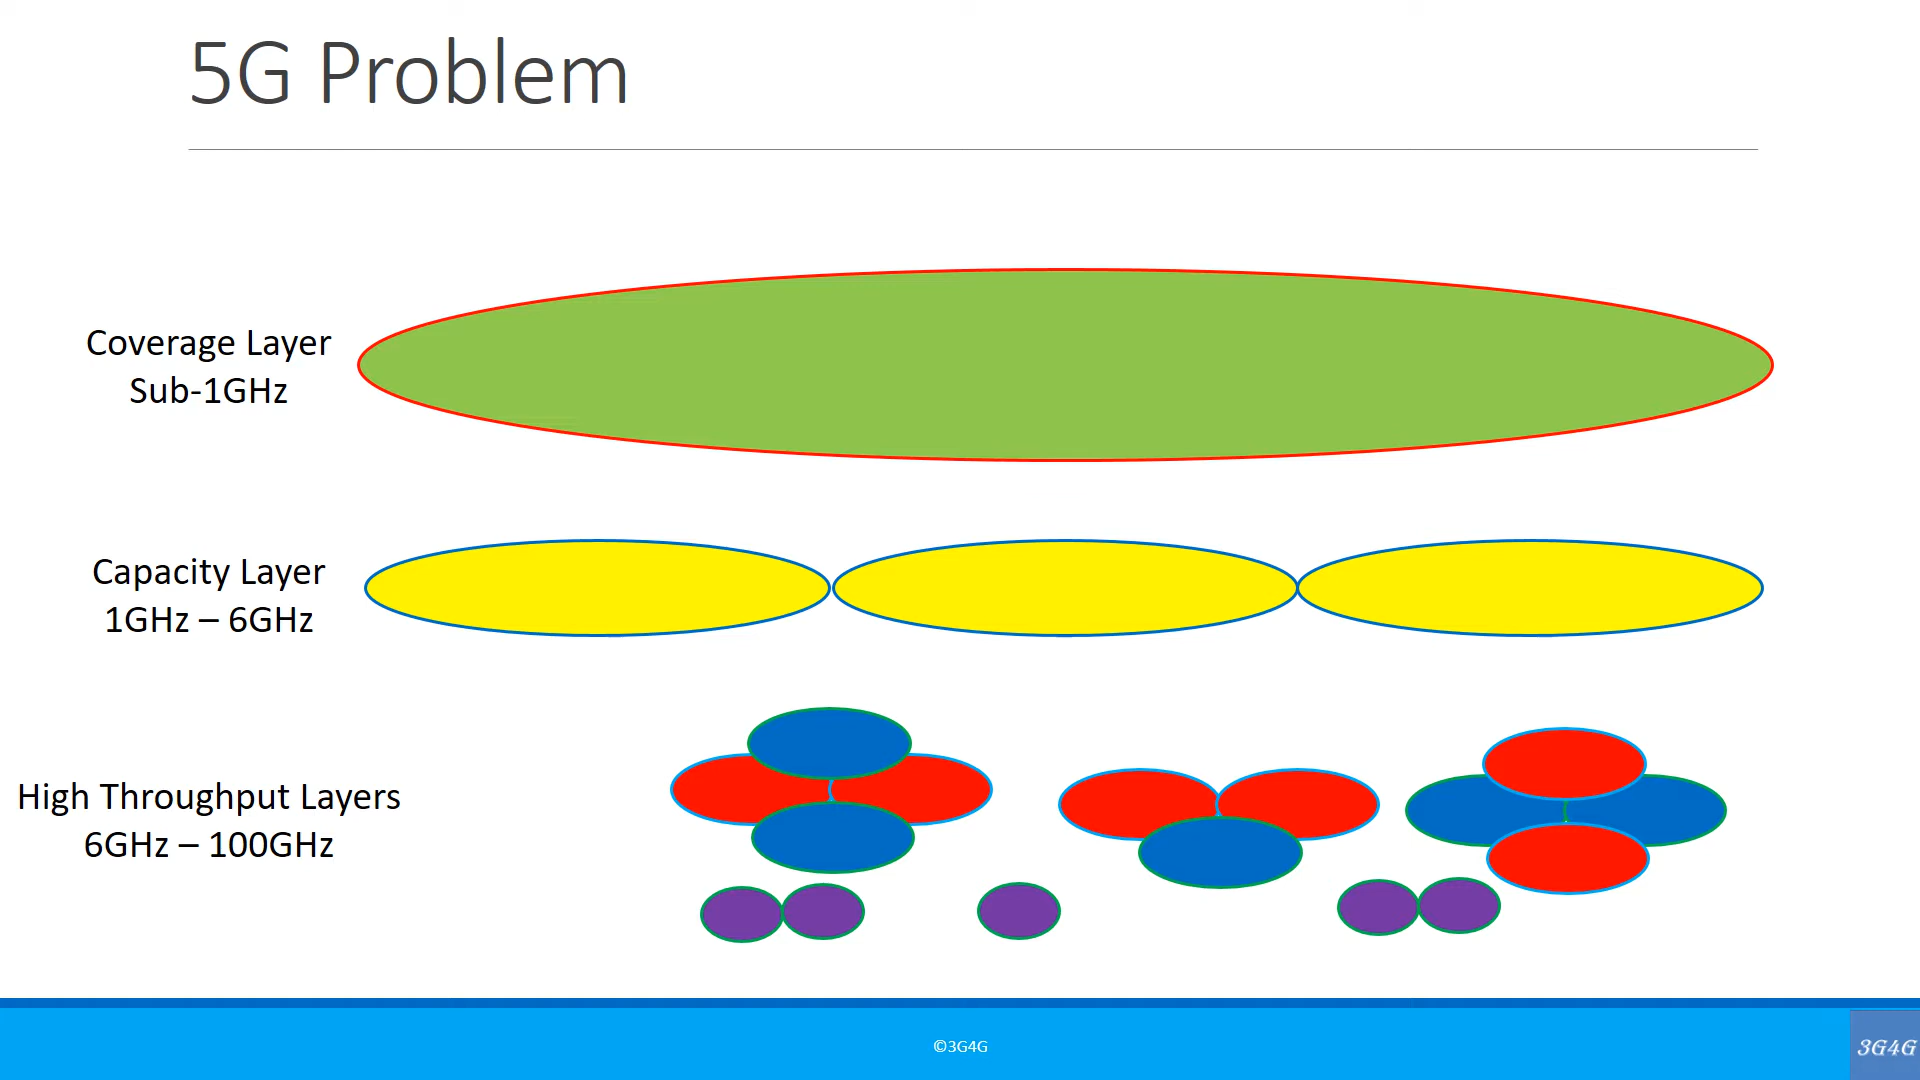 5G Problem
Coverage Layer
Sub-1GHz
Capacity Layer
1GHz – 6GHz
High Throughput Layers
6GHz – 100GHz
©3G4G
3G4G